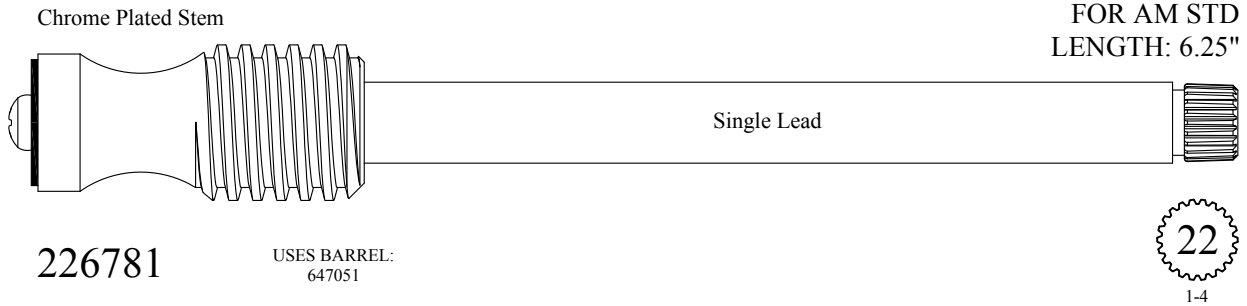 Chrome Plated Stem
FOR AM STD
LENGTH: 6.25"
Single Lead
226781
USES BARREL:
647051
22
1-4